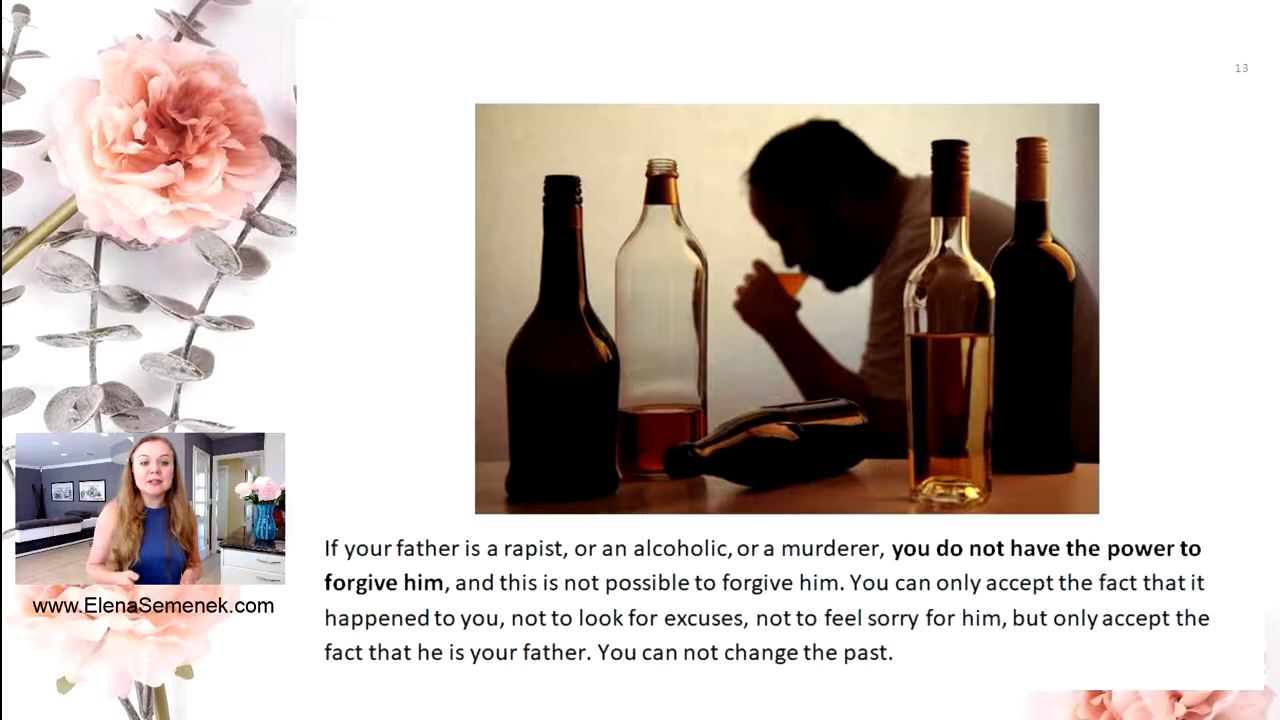 13
If your father is a rapist, or an alcoholic, or a murderer, you do not have the power to
forgive him, and this is not possible to forgive him. You can only accept the fact that it
happened to you, not to look for excuses, not to feel sorry for him, but only accept the
fact that he is your father. You can not change the past.
www.ElenaSemenek.com